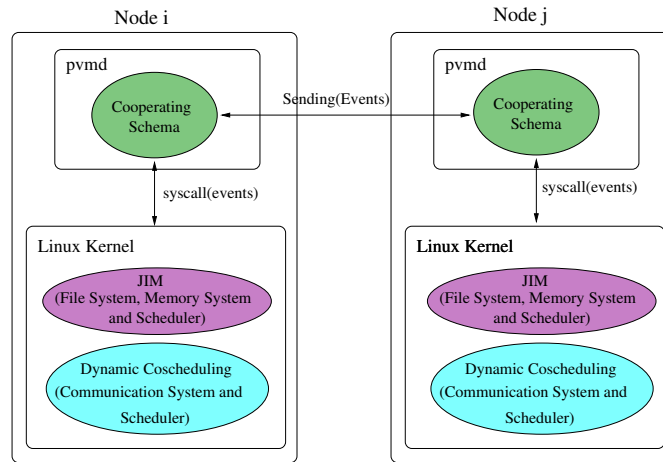 Node i
Node j
pvmd
pvmd
Cooperating
Schema
Sending(Events)
Cooperating
Schema
syscall(events)
syscall(events)
Linux Kernel
Linux Kernel
JIM
(File System, Memory System
and Scheduler)
JIM
(File System, Memory System
and Scheduler)
Dynamic Coscheduling
(Communication System and
Scheduler)
Dynamic Coscheduling
(Communication System and
Scheduler)